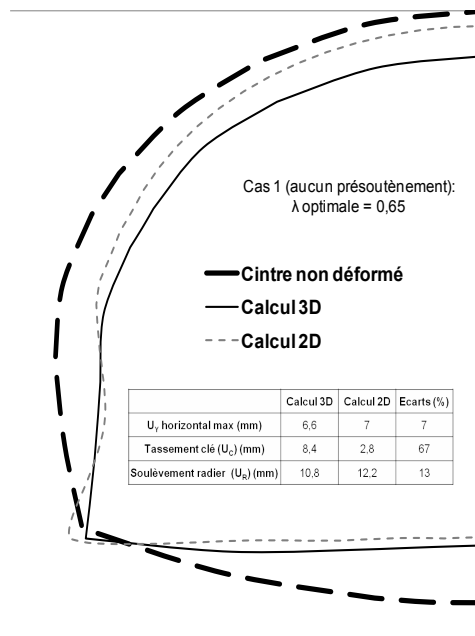 Cas 1 (aucun présoutènement):
λ optimale = 0,65
Cintre non déformé
Calcul 3D
Calcul 2D
Calcul 3D Calcul 2D Ecarts (%)
UY horizontal max (mm) 6,6 7 7
Tassement clé (UC) (mm) 8,4 2,8 67
Soulèvement radier (UR) (mm) 10,8 12,2 13